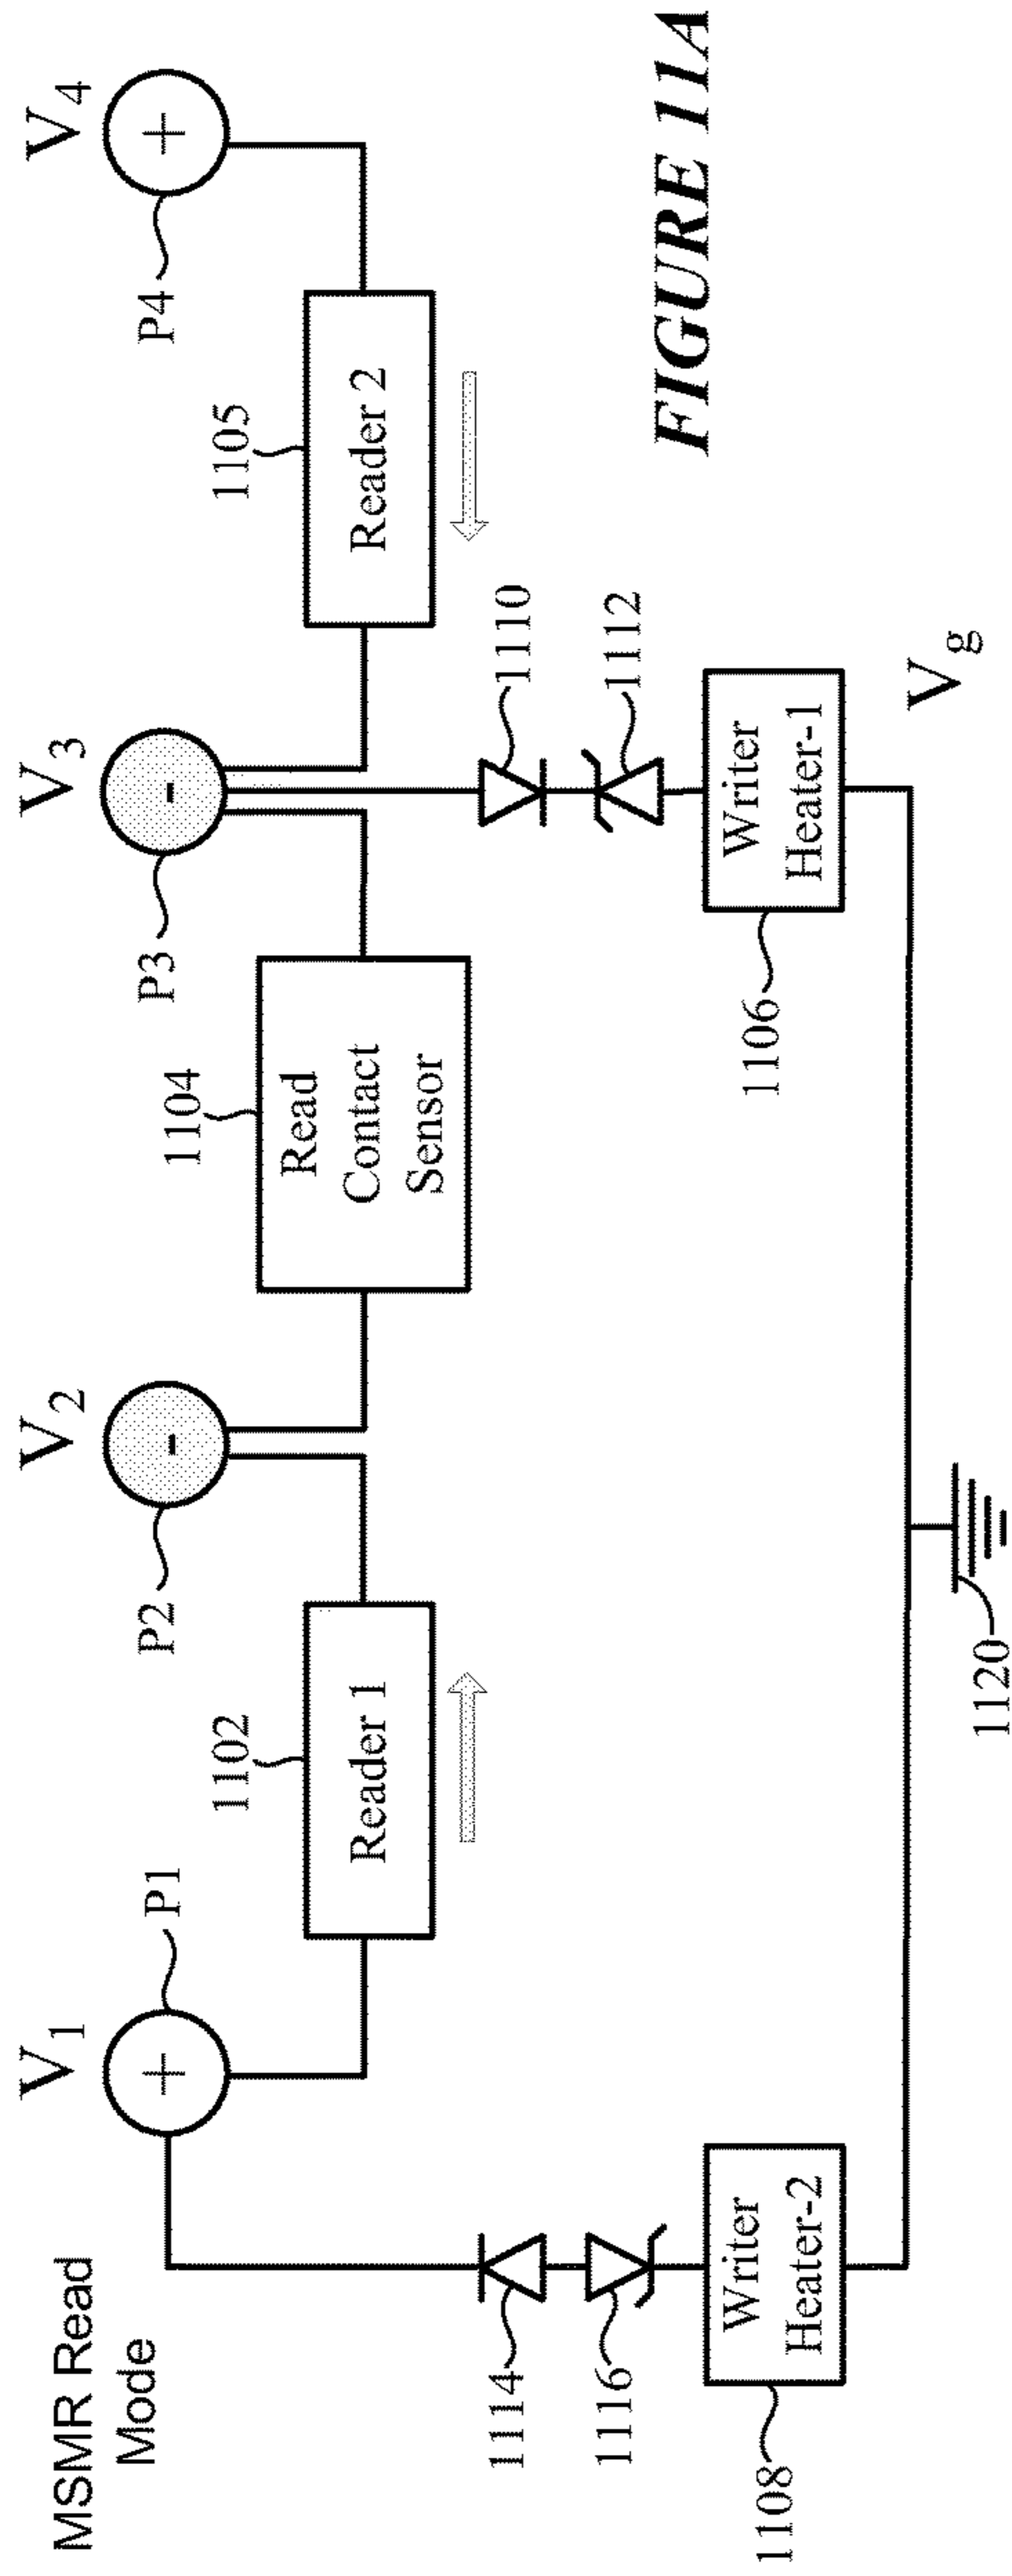 MSMR Read
Mode
V1
V2
V3
V4
P1
P2
P3
P4
+
-
-
+
1102
1104
1105
Reader 1
Read
Contact
Sensor
Reader 2
1114
1110
1116
1112
Writer
Heater-2
Writer
Heater-1
1108
1106
Vg
1120
FIGURE 11A